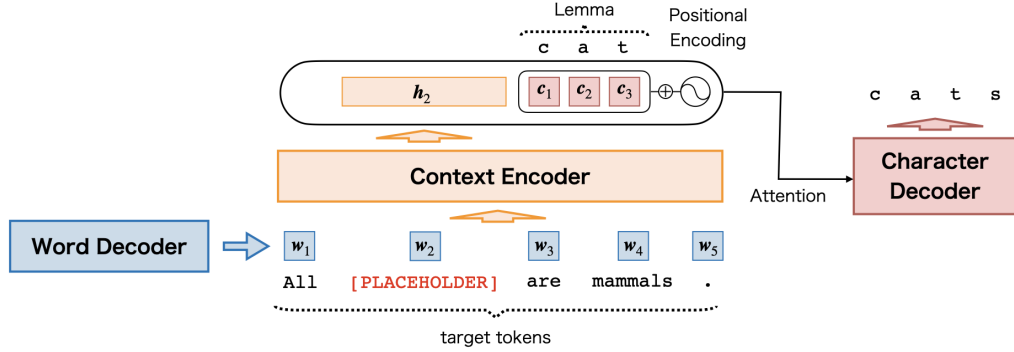 Lemma
Positional
Encoding
c a t
h2
c1 c2 c3
c a t s
Context Encoder
Character
Decoder
Attention
Word Decoder
w1 w2 w3 w4 w5
All [PLACEHOLDER] are mammals .
target tokens